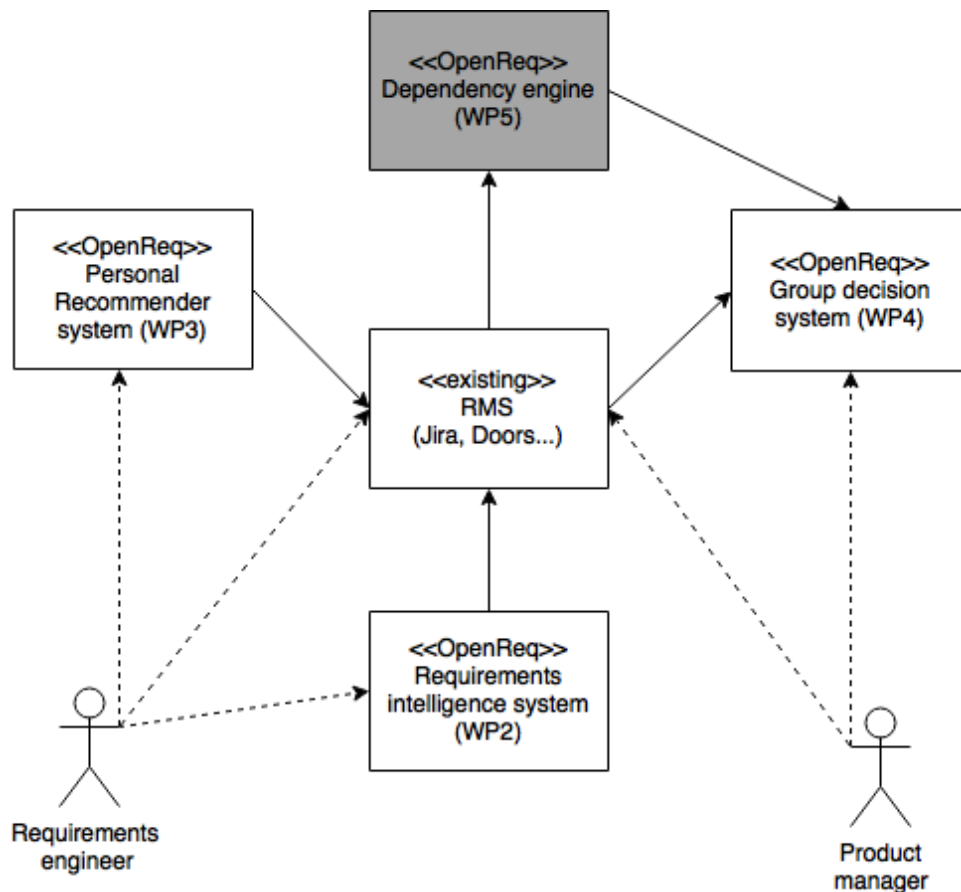 <<OpenReq>>
Dependency engine
(WP5)
<<OpenReq>>
Personal
Recommender
system (WP3)
<<OpenReq>>
Group decision
system (WP4)
<<existing>>
RMS
(Jira, Doors...)
<<OpenReq>>
Requirements
intelligence system
(WP2)
Requirements
engineer
Product
manager